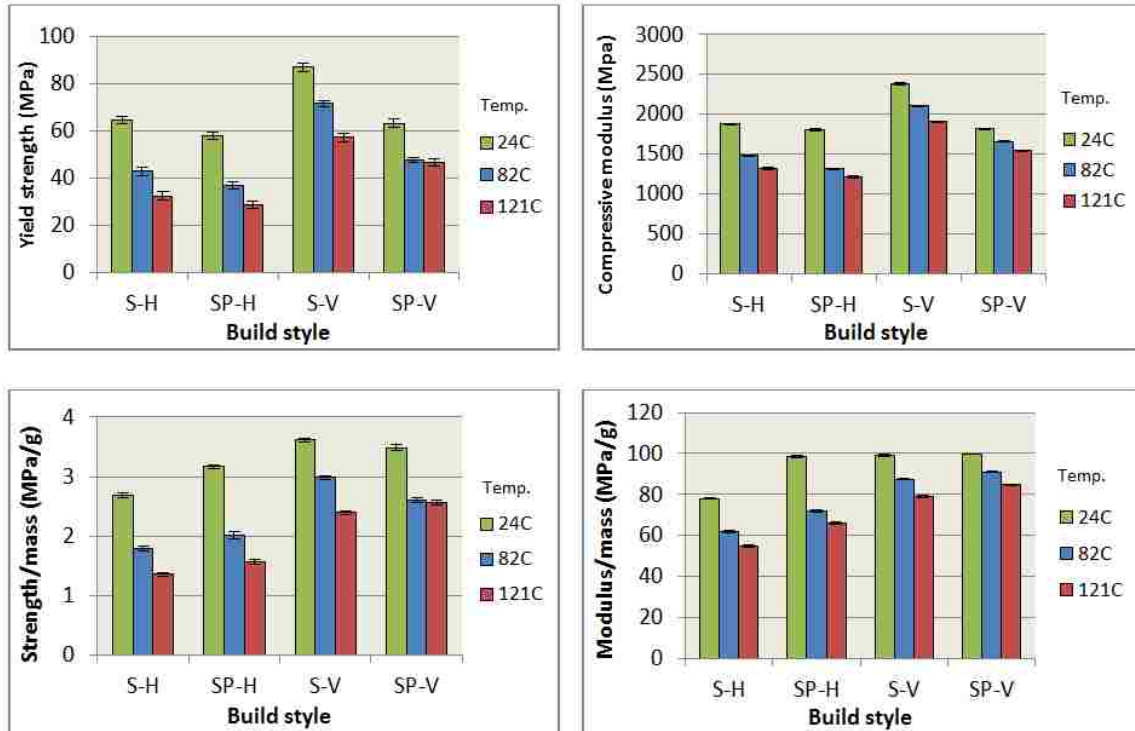 Yield strength (MPa)
100
80
60
40
20
0
S-H SP-H S-V SP-V
Build style
Temp.
24C
82C
121C
Compressive modulus (Mpa)
3000
2500
2000
1500
1000
500
0
S-H SP-H S-V SP-V
Build style
Temp.
24C
82C
121C
Strength/mass (MPa/g)
4
3
2
1
0
S-H SP-H S-V SP-V
Build style
Temp.
24C
82C
121C
Modulus/mass (MPa/g)
120
100
80
60
40
20
0
S-H SP-H S-V SP-V
Build style
Temp.
24C
82C
121C